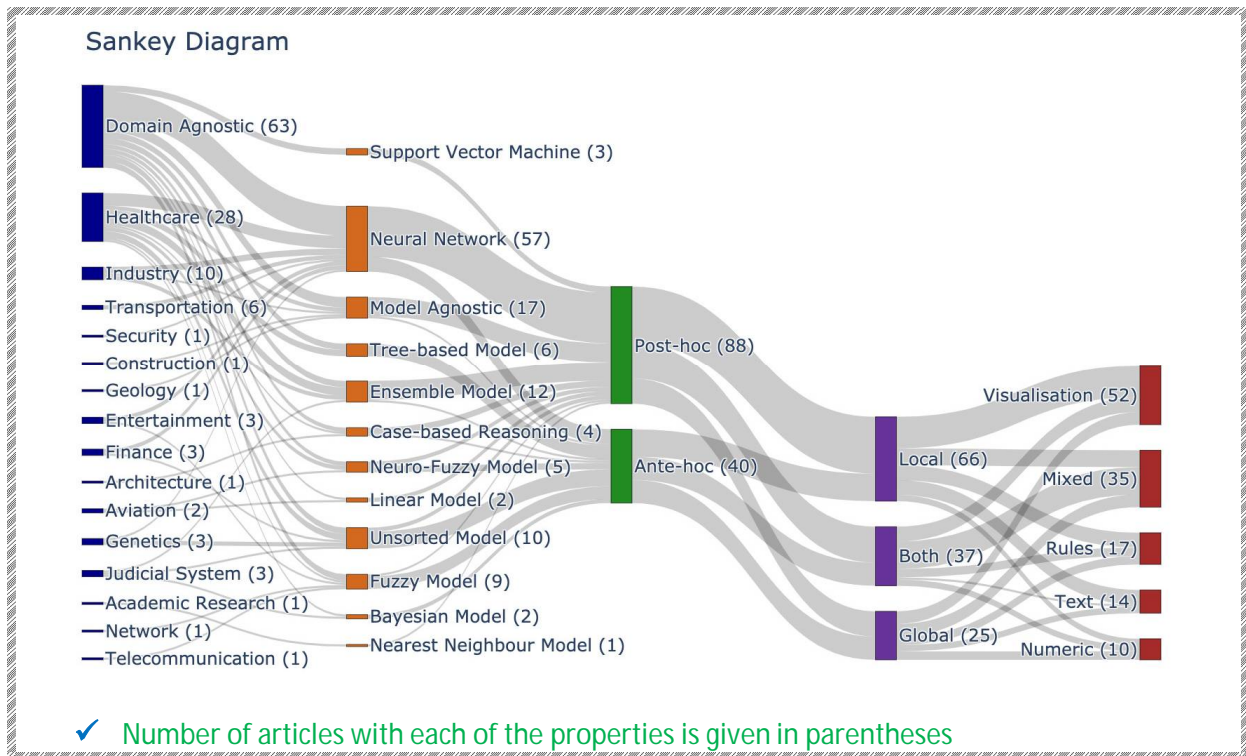 Sankey Diagram
Domain Agnostic (63)
Healthcare (28)
Industry (10)
Transportation (6)
Security (1)
Construction (1)
Geology (1)
Entertainment (3)
Finance (3)
Architecture (1)
Aviation (2)
Genetics (3)
Judicial System (3)
Academic Research (1)
Network (1)
Telecommunication (1)
Support Vector Machine (3)
Neural Network (57)
Model Agnostic (17)
Tree-based Model (6)
Ensemble Model (12)
Case-based Reasoning (4)
Neuro-Fuzzy Model (5)
Linear Model (2)
Unsorted Model (10)
Fuzzy Model (9)
Bayesian Model (2)
Nearest Neighbour Model (1)
Post-hoc (88)
Ante-hoc (40)
Local (66)
Both (37)
Global (25)
Visualisation (52)
Mixed (35)
Rules (17)
Text (14)
Numeric (10)
✓ Number of articles with each of the properties is given in parentheses